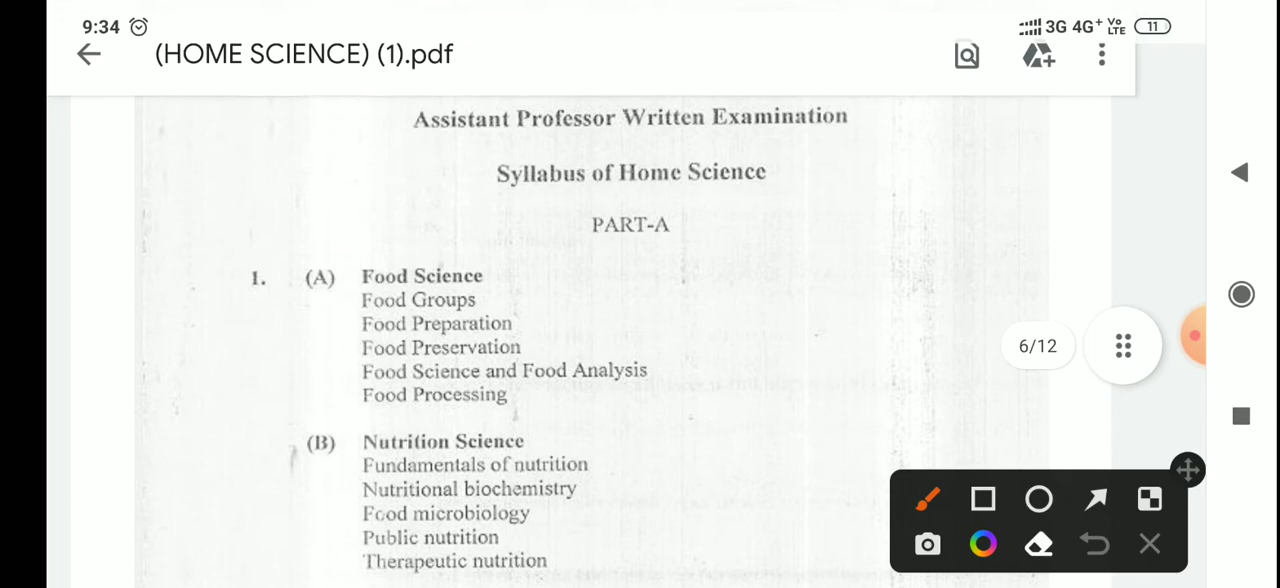 9:34 3G 4G+ Vo LTE 11
(HOME SCIENCE) (1).pdf
Assistant Professor Written Examination
Syllabus of Home Science
PART-A
1. (A) Food Science
Food Groups
Food Preparation
Food Preservation
Food Science and Food Analysis
Food Processing
6/12
(B) Nutrition Science
Fundamentals of nutrition
Nutritional biochemistry
Food microbiology
Public nutrition
Therapeutic nutrition